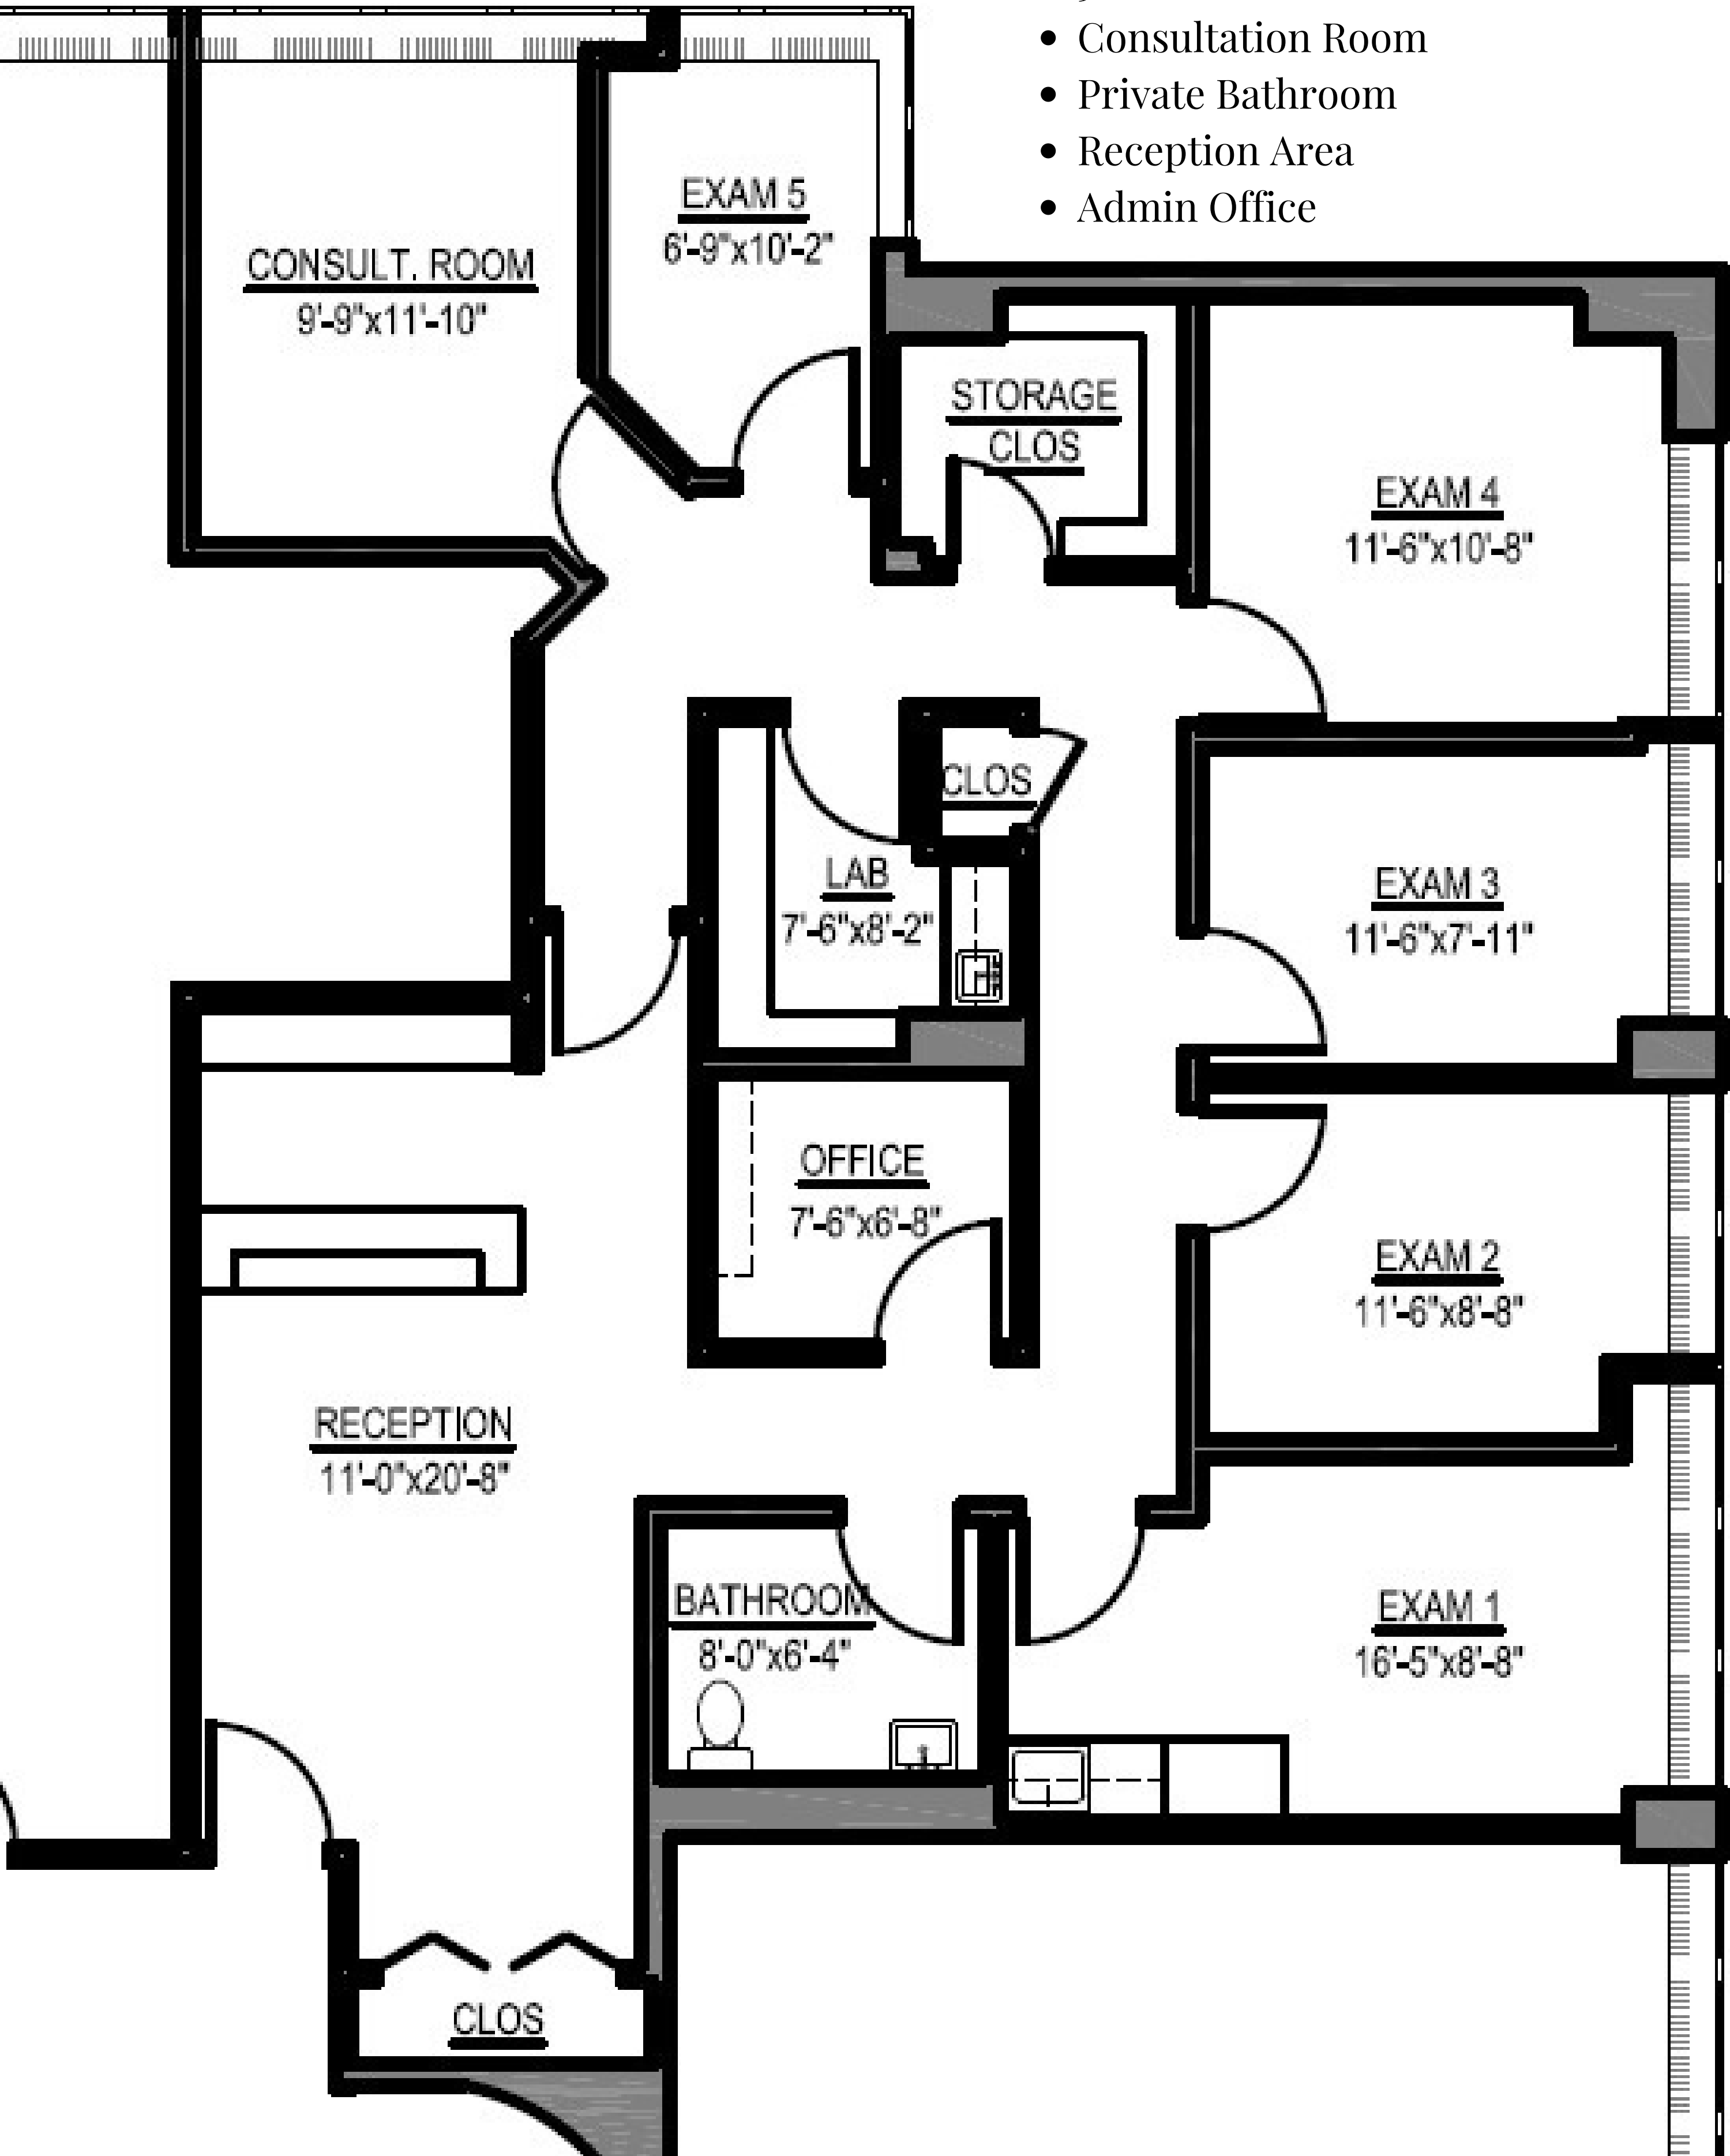 • Consultation Room
• Private Bathroom
• Reception Area
• Admin Office
EXAM 5
6'-9"x10'-2"
CONSULT. ROOM
9'-9"x11'-10"
STORAGE
CLOS
EXAM 4
11'-6"x10'-8"
CLOS
LAB
7'-6"x8'-2"
EXAM 3
11'-6"x7'-11"
OFFICE
7'-6"x6'-8"
EXAM 2
11'-6"x8'-8"
RECEPTION
11'-0"x20'-8"
BATHROOM
8'-0"x6'-4"
EXAM 1
16'-5"x8'-8"
CLOS